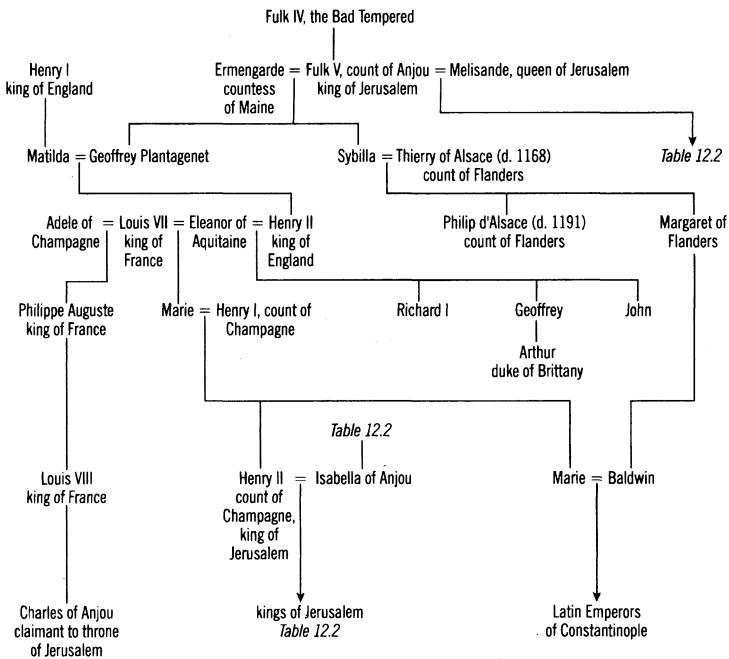 Fulk IV, the Bad Tempered
Henry I
king of England
Ermengarde = Fulk V, count of Anjou = Melisande, queen of Jerusalem
countess
of Maine
king of Jerusalem
Matilda = Geoffrey Plantagenet
Sybilla = Thierry of Alsace (d. 1168)
count of Flanders
Table 12.2
Adele of
Champagne
= Louis VII =
king of
France
Eleanor of
Aquitaine
= Henry II
king of
England
Philip d'Alsace (d. 1191)
count of Flanders
Margaret of
Flanders
Philippe Auguste
king of France
Marie = Henry I, count of
Champagne
Richard I
Geoffrey
John
Arthur
duke of Brittany
Table 12.2
Louis VIII
king of France
Henry II = Isabella of Anjou
count of
Champagne,
king of
Jerusalem
Marie = Baldwin
Charles of Anjou
claimant to throne
of Jerusalem
kings of Jerusalem
Table 12.2
Latin Emperors
of Constantinople